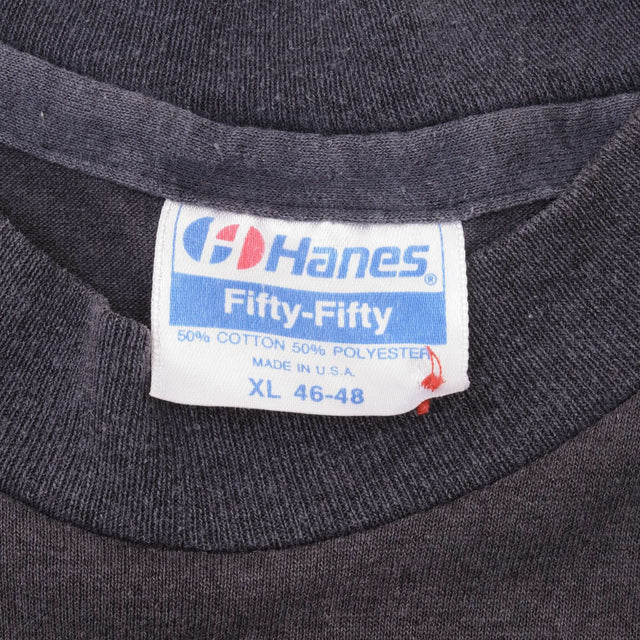 Hanes®
Fifty-Fifty
50% COTTON 50% POLYESTER
MADE IN U.S.A.
XL 46-48